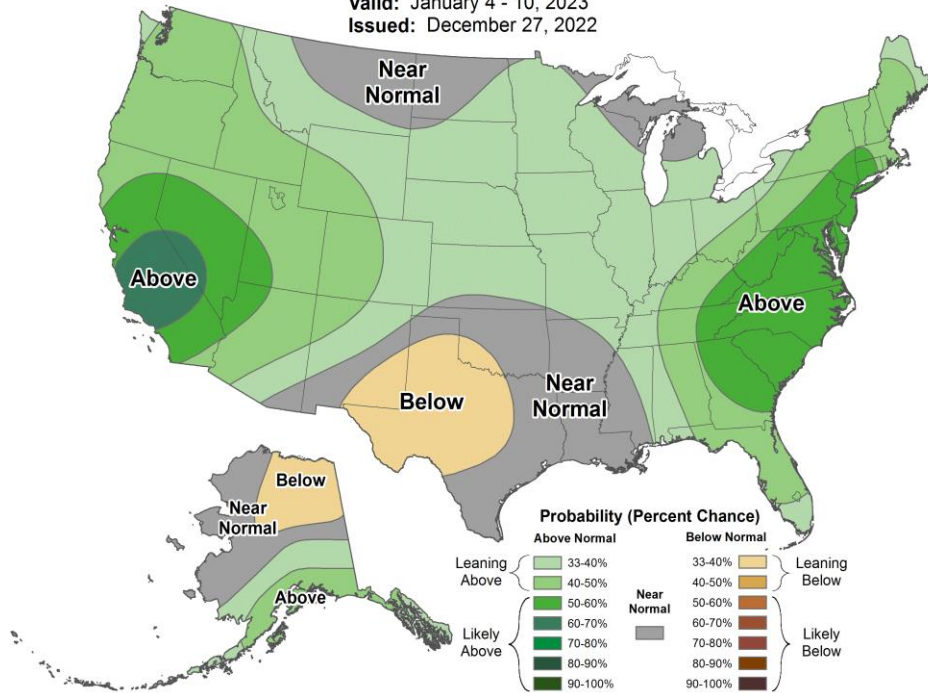 Valid: January 4 - 10, 2023
Issued: December 27, 2022
Near
Normal
Above
Above
Below
Near
Normal
Below
Near
Normal
Above
Probability (Percent Chance)
Above Normal
Below Normal
Leaning
Above
33-40%
40-50%
Likely
Above
50-60%
60-70%
70-80%
80-90%
90-100%
Near
Normal
33-40%
40-50%
Leaning
Below
50-60%
60-70%
70-80%
80-90%
90-100%
Likely
Below